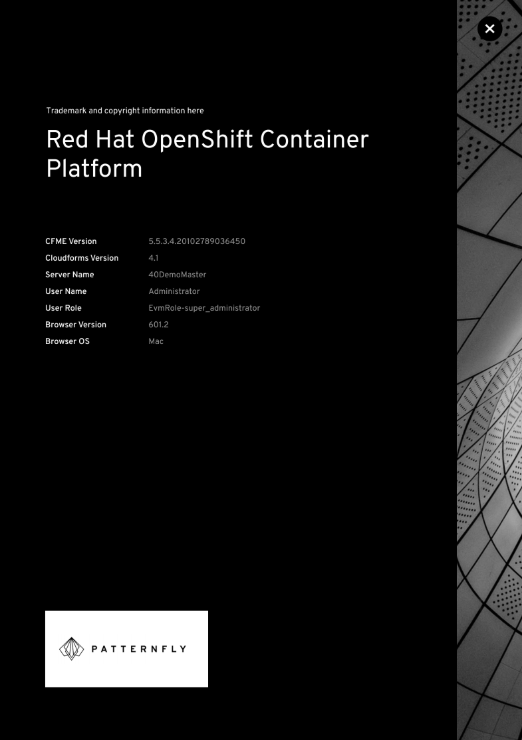 Trademark and copyright information here
Red Hat OpenShift Container
Platform
CFME Version 5.5.3.4.20102789036450
Cloudforms Version 4.1
Server Name 40DemoMaster
User Name Administrator
User Role EvmRole-super_administrator
Browser Version 601.2
Browser OS Mac
PATTERNFLY